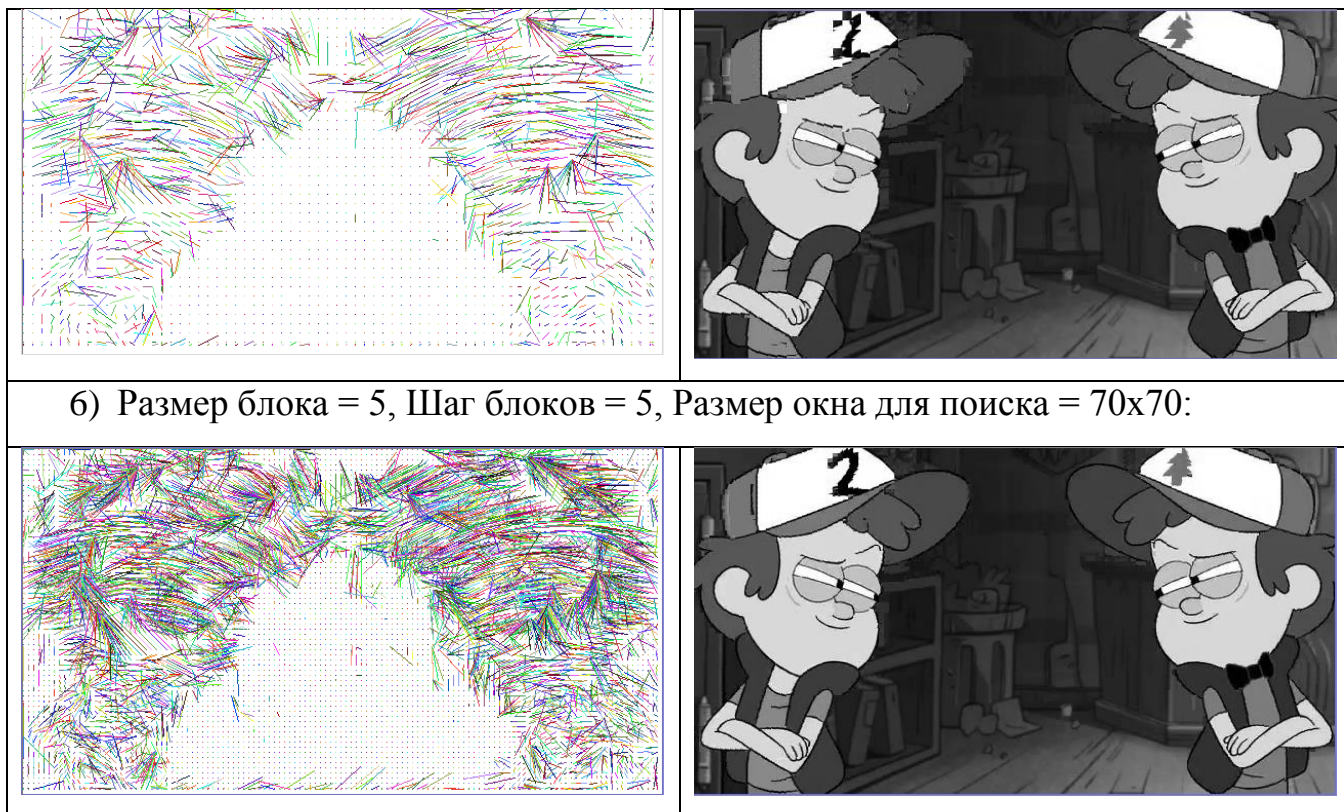 2
6) Размер блока = 5, Шаг блоков = 5, Размер окна для поиска = 70x70:
2